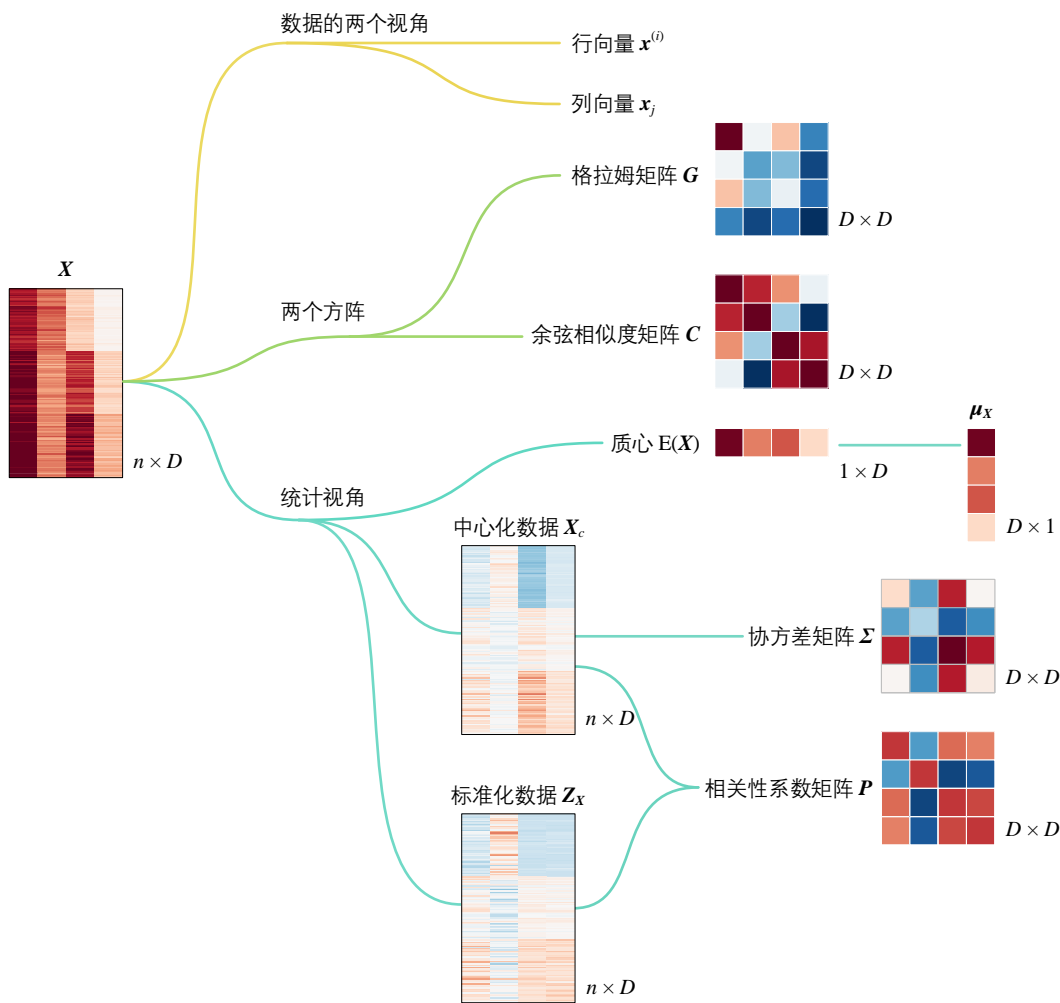 数据的两个视角
行向量 x^(i)
列向量 x_j
格拉姆矩阵 G
D × D
X
n × D
两个方阵
余弦相似度矩阵 C
D × D
质心 E(X)
1 × D
μ_X
D × 1
统计视角
中心化数据 X_c
n × D
协方差矩阵 Σ
D × D
相关性系数矩阵 P
D × D
标准化数据 Z_X
n × D